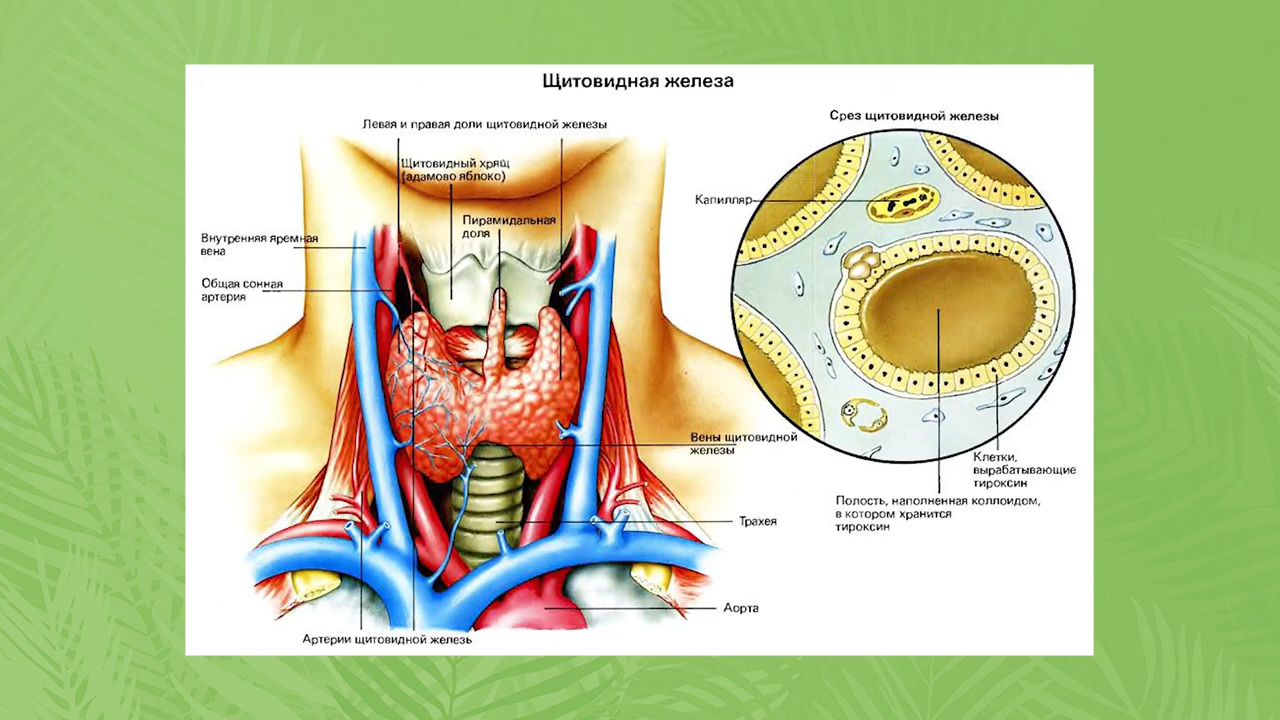 Щитовидная железа
Левая и правая доли щитовидной железы
Щитовидный хрящ
(адамово яблоко)
Пирамидальная
доля
Внутренняя яремная
вена
Общая сонная
артерия
Вены щитовидной
железы
Трахея
Аорта
Артерии щитовидной железь
Срез щитовидной железы
Капилляр
Клетки,
вырабатывающие
тироксин
Полость, наполненная коллоидом,
в котором хранится
тироксин